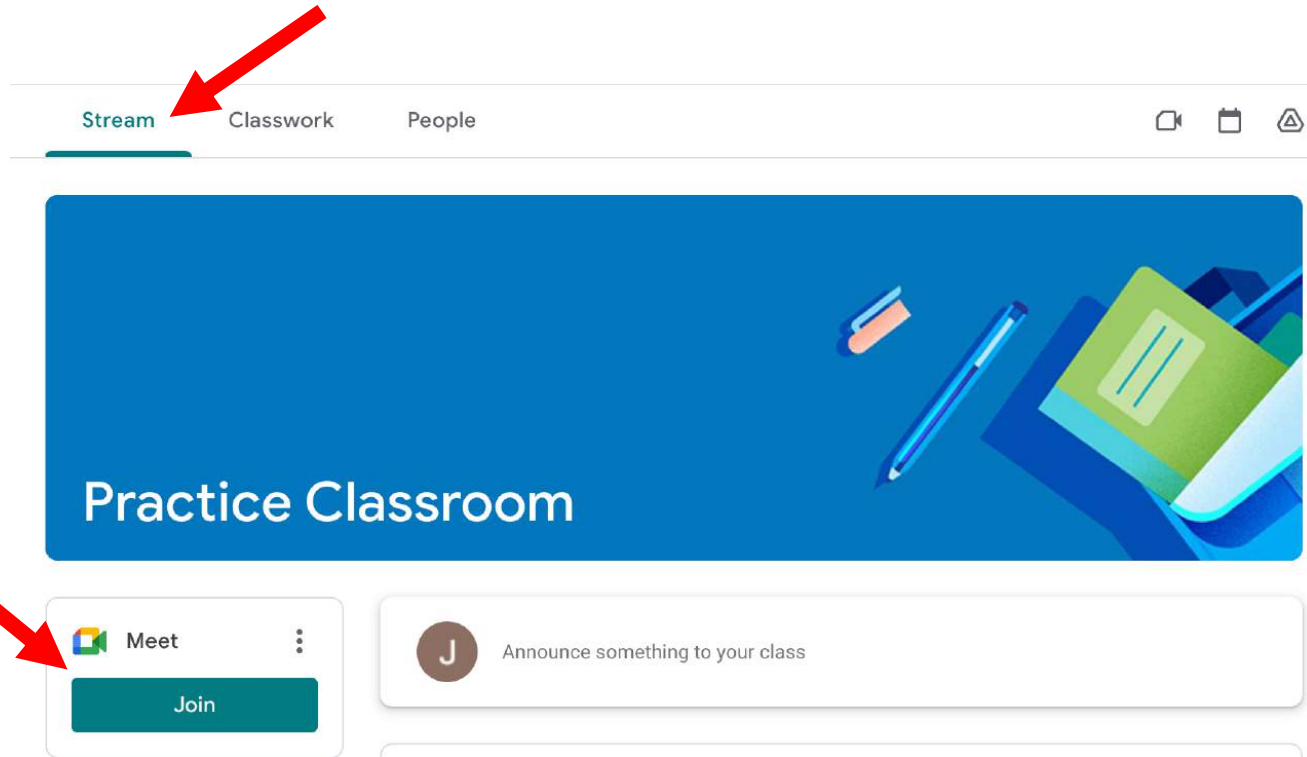 Stream Classwork People
Practice Classroom
Meet
J Announce something to your class
Join